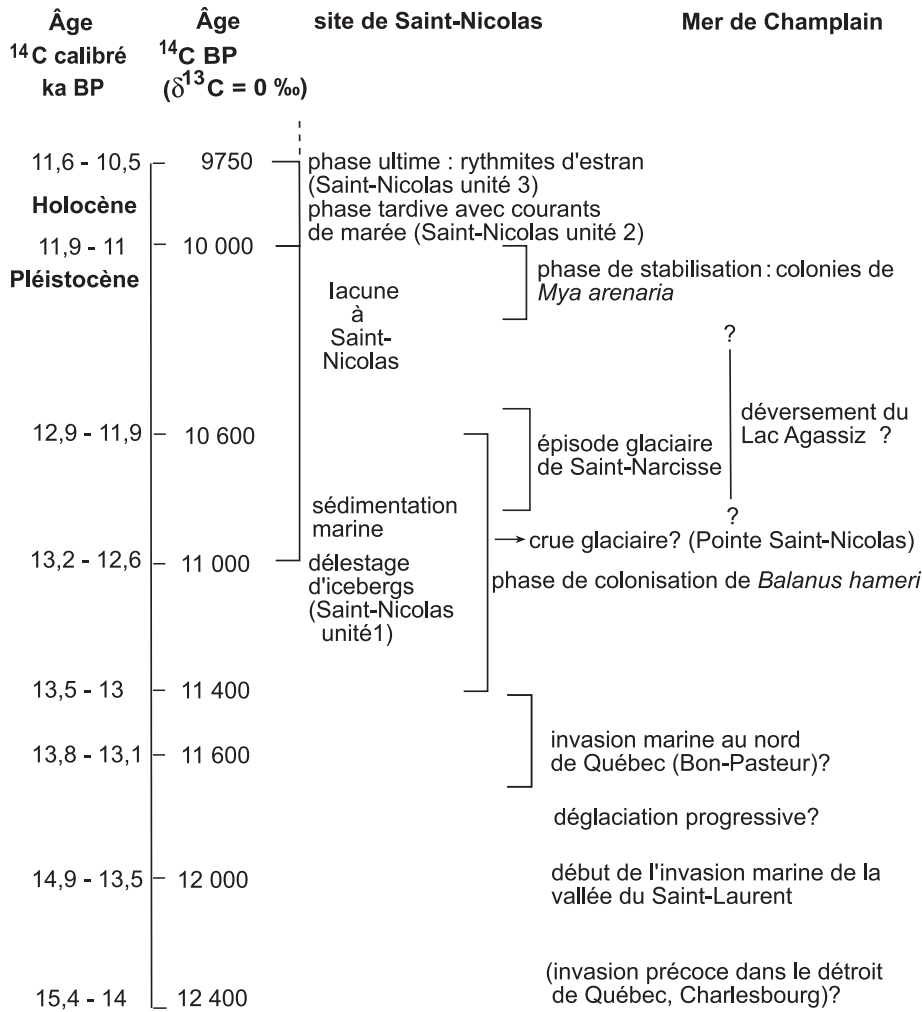 Âge
14C calibré
ka BP
Âge
14C BP
(δ13C = 0 ‰)
site de Saint-Nicolas
Mer de Champlain
11,6 - 10,5
9750
phase ultime : rythmites d'estran
(Saint-Nicolas unité 3)
Holocène
phase tardive avec courants
de marée (Saint-Nicolas unité 2)
11,9 - 11
10 000
Pléistocène
phase de stabilisation : colonies de
Mya arenaria
lacune
à
Saint-
Nicolas
?
déversement du
Lac Agassiz ?
?
12,9 - 11,9
10 600
épisode glaciaire
de Saint-Narcisse
sédimentation
marine
crue glaciaire? (Pointe Saint-Nicolas)
13,2 - 12,6
11 000
délestage
d'icebergs
(Saint-Nicolas
unité1)
phase de colonisation de Balanus hameri
13,5 - 13
11 400
13,8 - 13,1
11 600
invasion marine au nord
de Québec (Bon-Pasteur)?
déglaciation progressive?
14,9 - 13,5
12 000
début de l'invasion marine de la
vallée du Saint-Laurent
(invasion précoce dans le détroit
de Québec, Charlesbourg)?
15,4 - 14
12 400